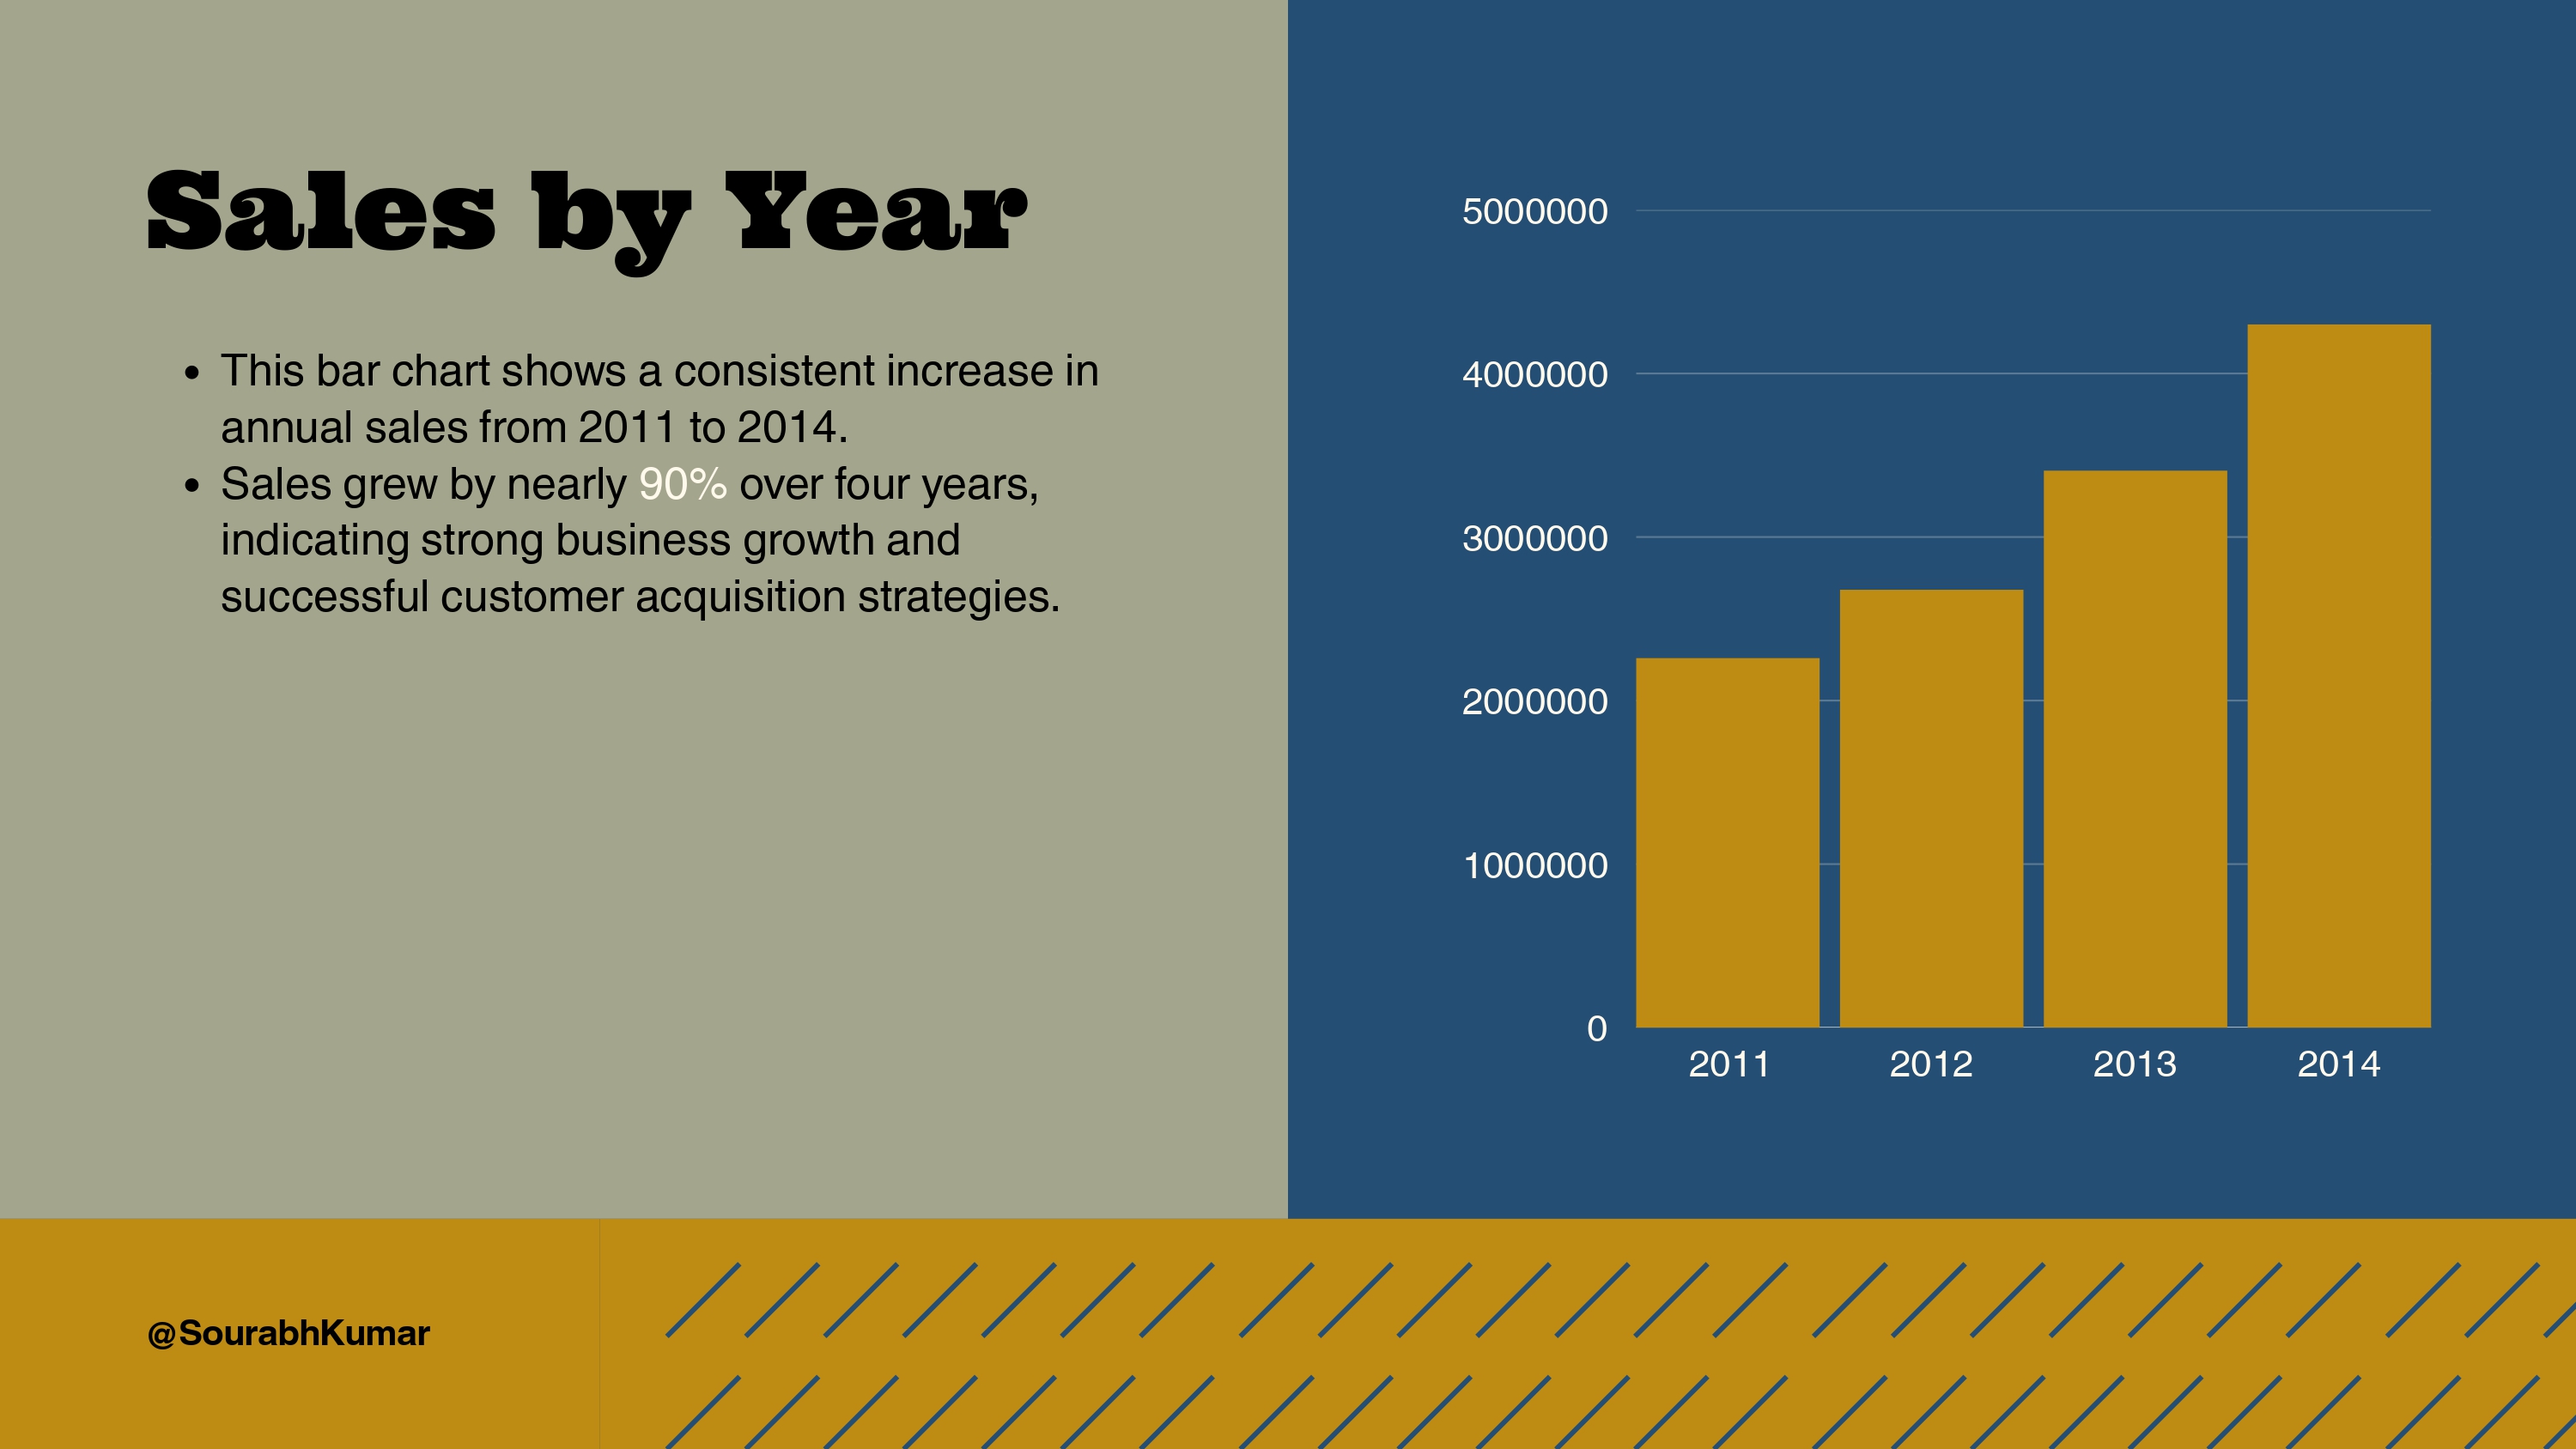 Sales by Year
• This bar chart shows a consistent increase in
annual sales from 2011 to 2014.
• Sales grew by nearly 90% over four years,
indicating strong business growth and
successful customer acquisition strategies.
5000000
4000000
3000000
2000000
1000000
0
2011 2012 2013 2014
@SourabhKumar